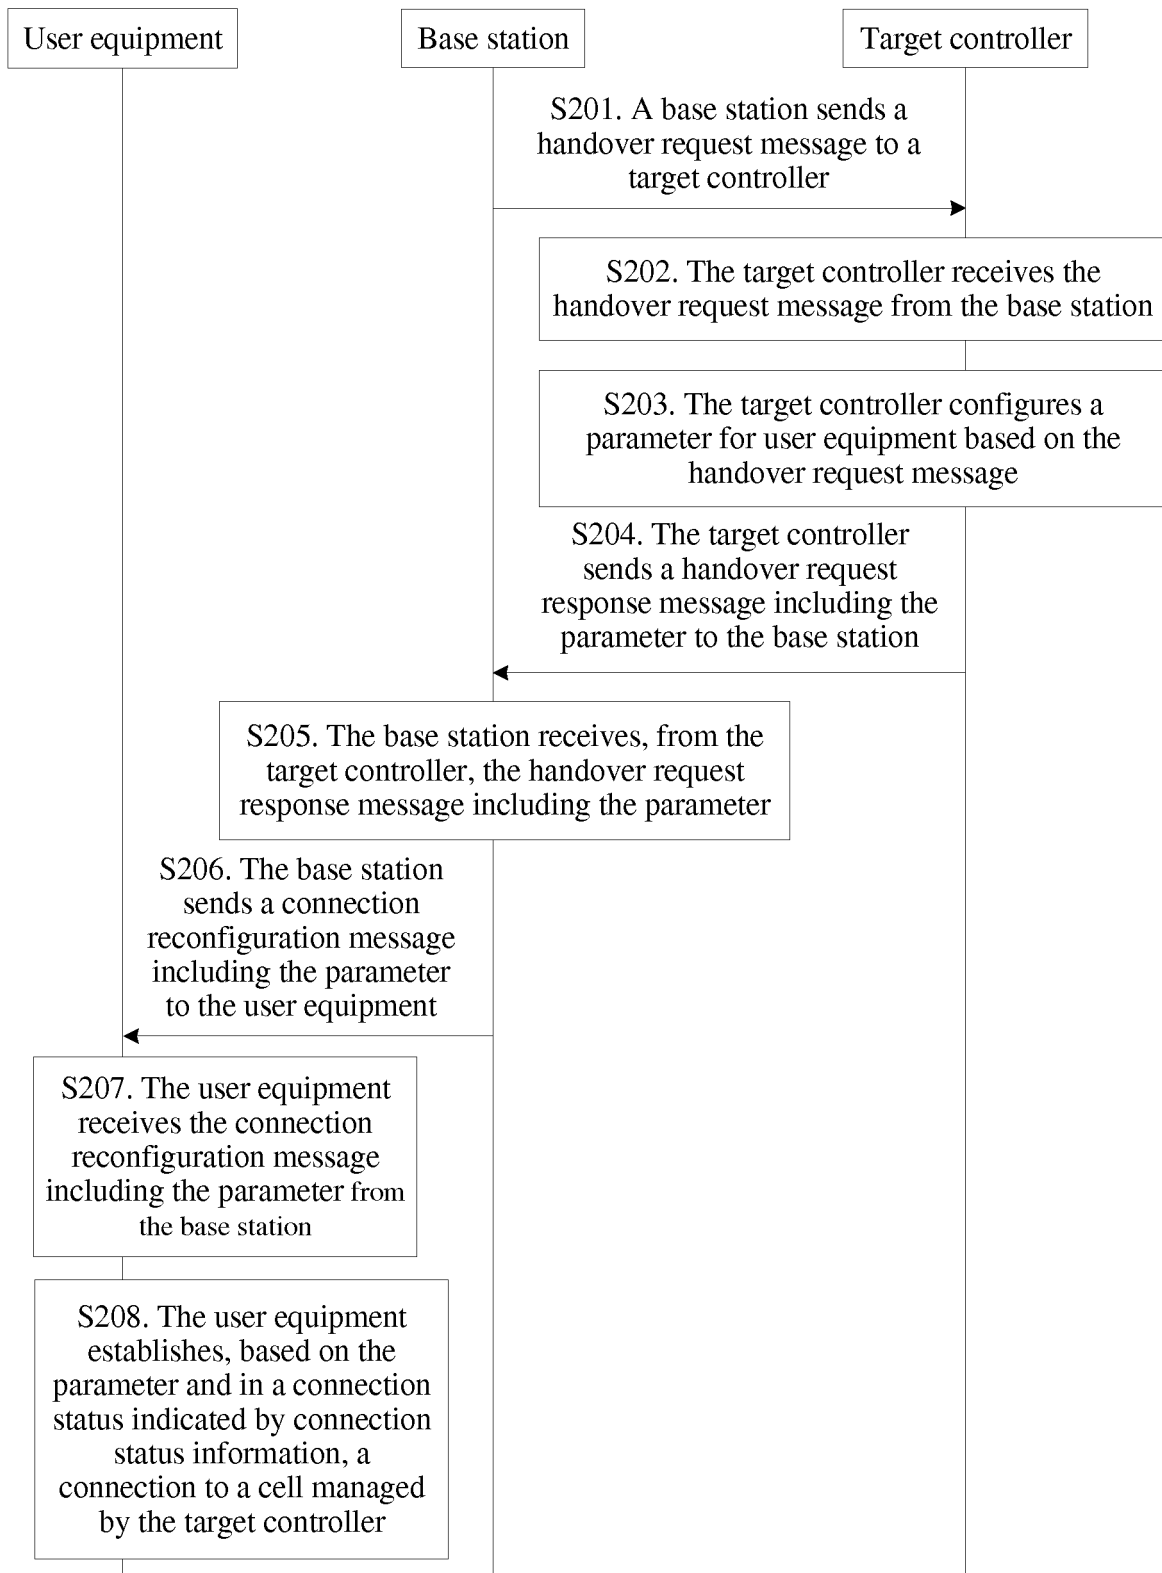 User equipment
Base station
Target controller
S201. A base station sends a
handover request message to a
target controller
S202. The target controller receives the
handover request message from the base station
S203. The target controller configures a
parameter for user equipment based on the
handover request message
S204. The target controller
sends a handover request
response message including the
parameter to the base station
S205. The base station receives, from the
target controller, the handover request
response message including the parameter
S206. The base station
sends a connection
reconfiguration message
including the parameter
to the user equipment
S207. The user equipment
receives the connection
reconfiguration message
including the parameter from
the base station
S208. The user equipment
establishes, based on the
parameter and in a connection
status indicated by connection
status information, a
connection to a cell managed
by the target controller